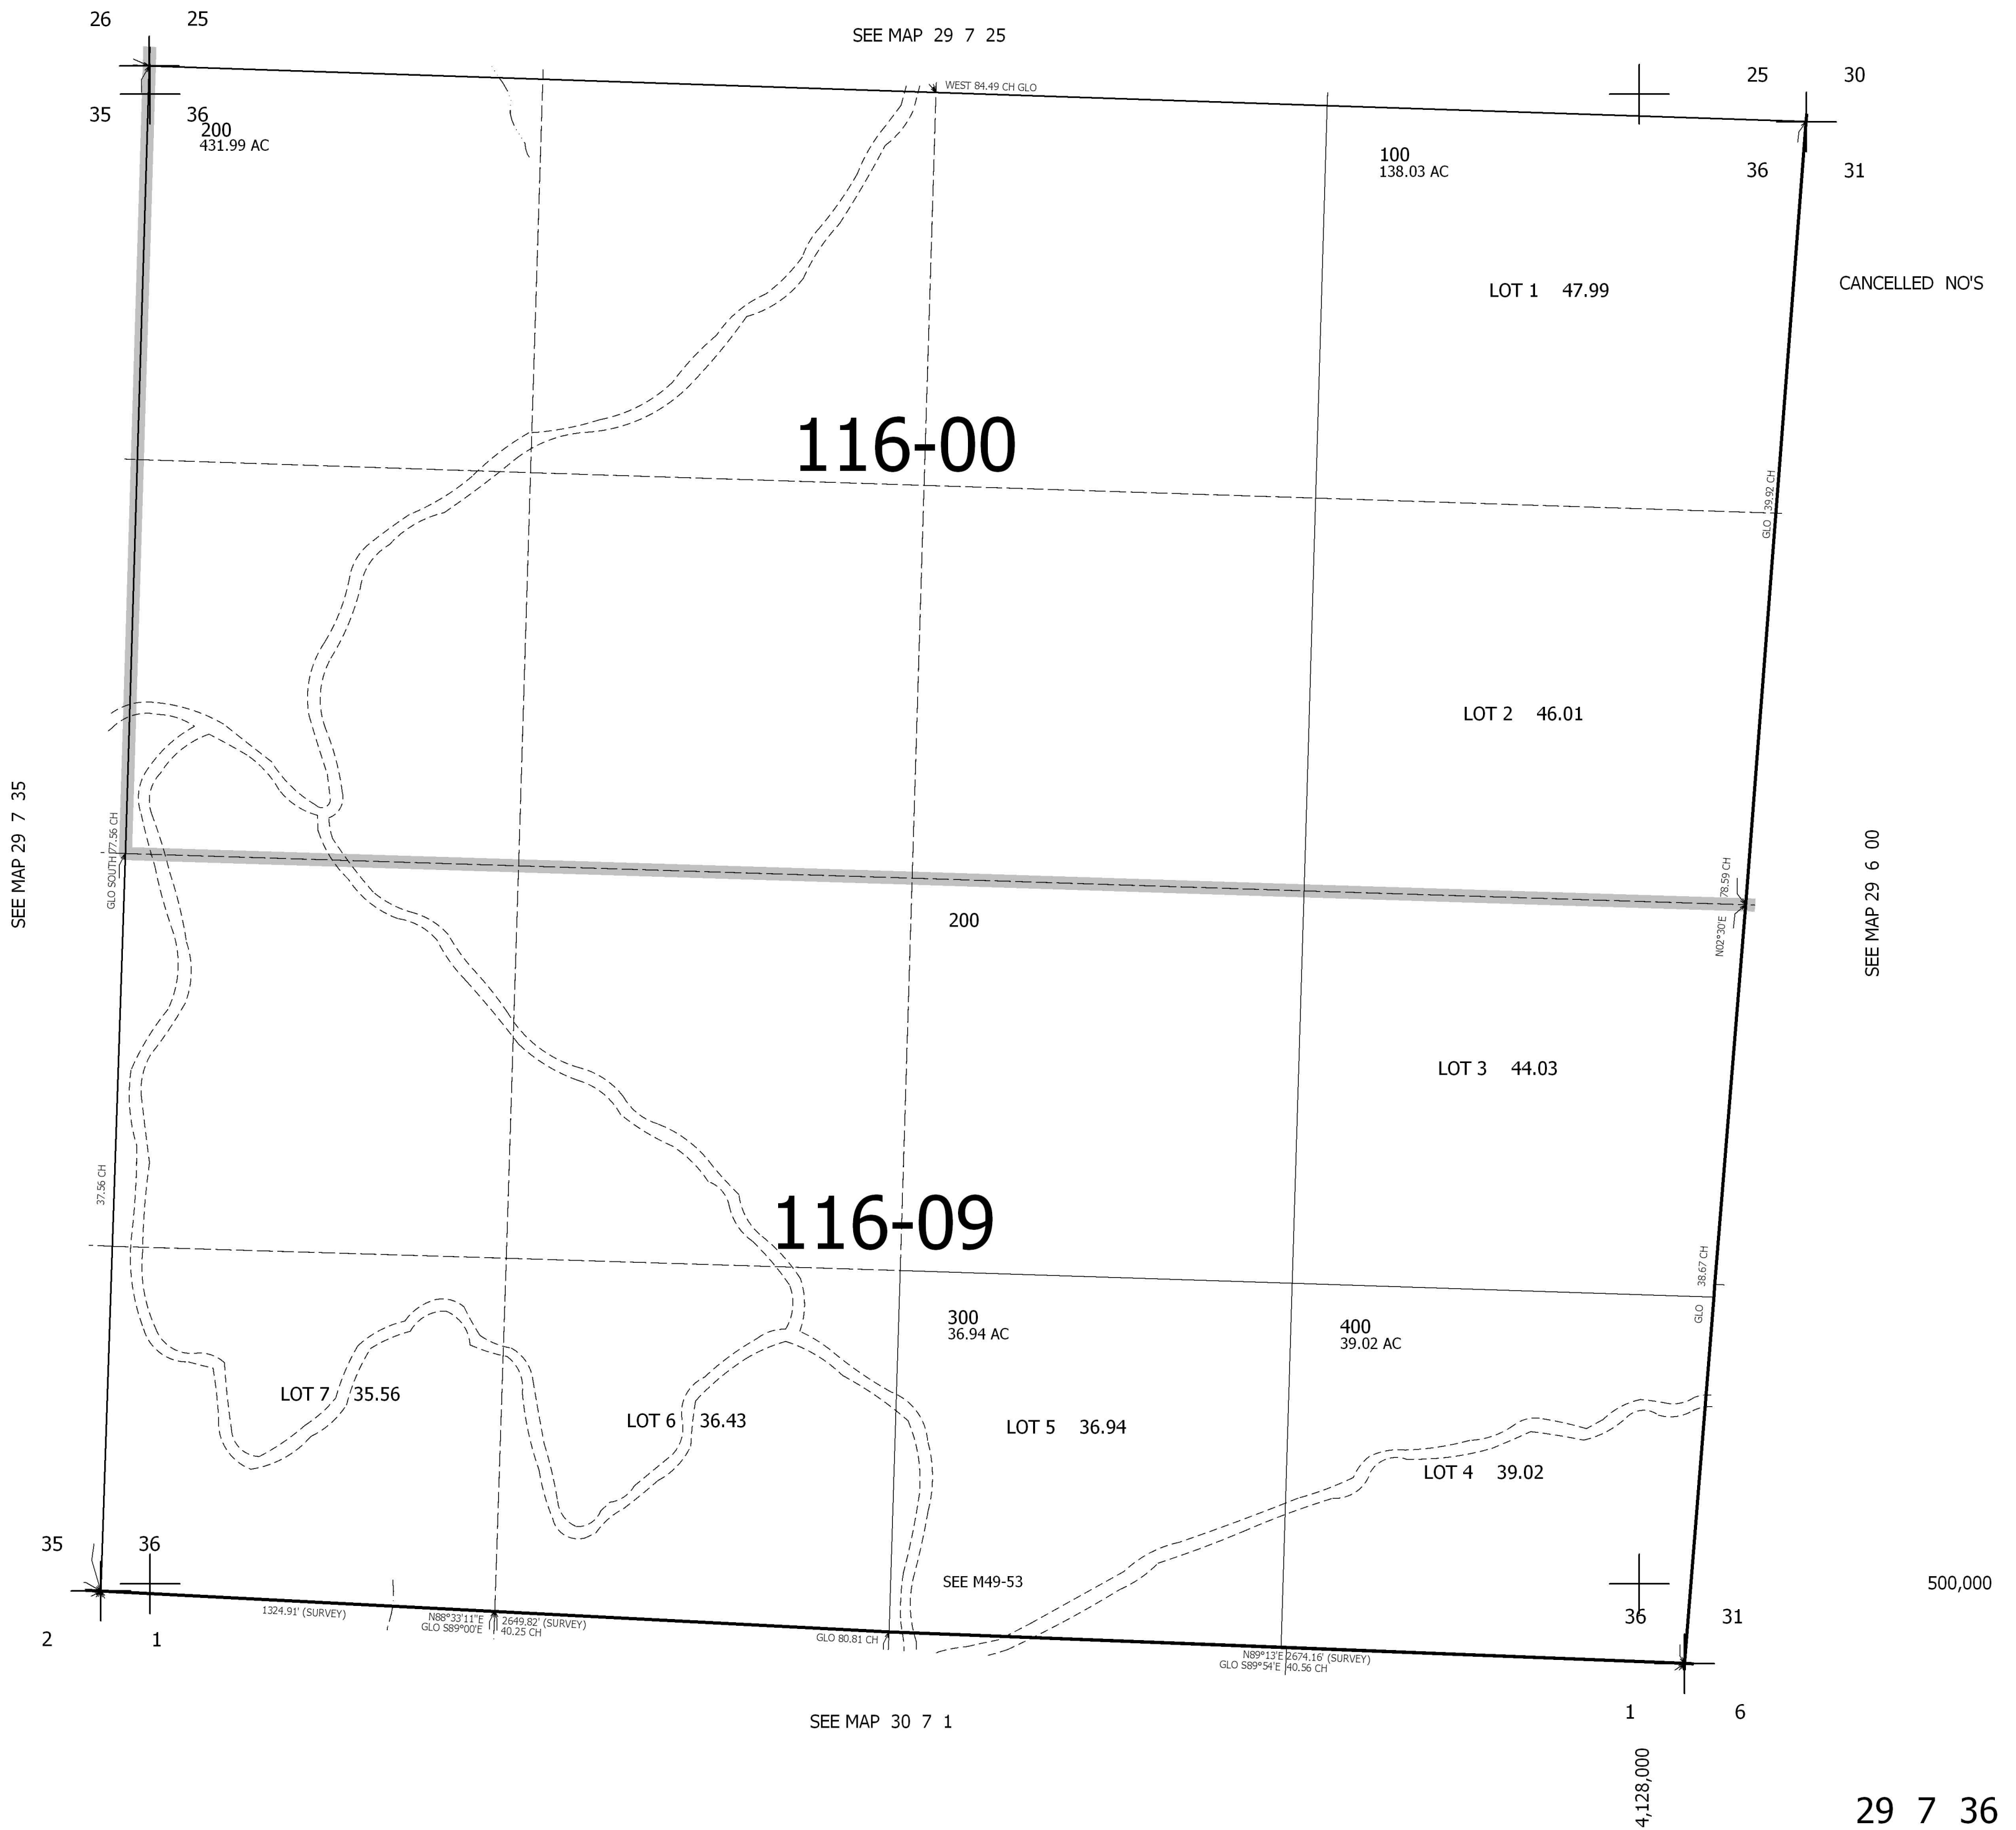 26 25
SEE MAP 29 7 25
25 30
WEST 84.49 CH GLO
35 36
200
431.99 AC
100
138.03 AC
36 31
CANCELLED NO'S
LOT 1 47.99
116-00
GLO 39.92 CH
LOT 2 46.01
SEE MAP 29 7 35
GLO SOUTH 77.56 CH
78.59 CH
N02°30'E
SEE MAP 29 6 00
200
LOT 3 44.03
37.56 CH
116-09
GLO 38.67 CH
300
36.94 AC
400
39.02 AC
LOT 7 35.56
LOT 6 36.43
LOT 5 36.94
LOT 4 39.02
35 36
SEE M49-53
500,000
1324.91' (SURVEY)
N88°33'11"E 2649.82' (SURVEY)
GLO S89°00'E 40.25 CH
GLO 80.81 CH
36 31
2 1
N89°13'E 2674.16' (SURVEY)
GLO S89°54'E 40.56 CH
SEE MAP 30 7 1
1 6
4,128,000
29 7 36